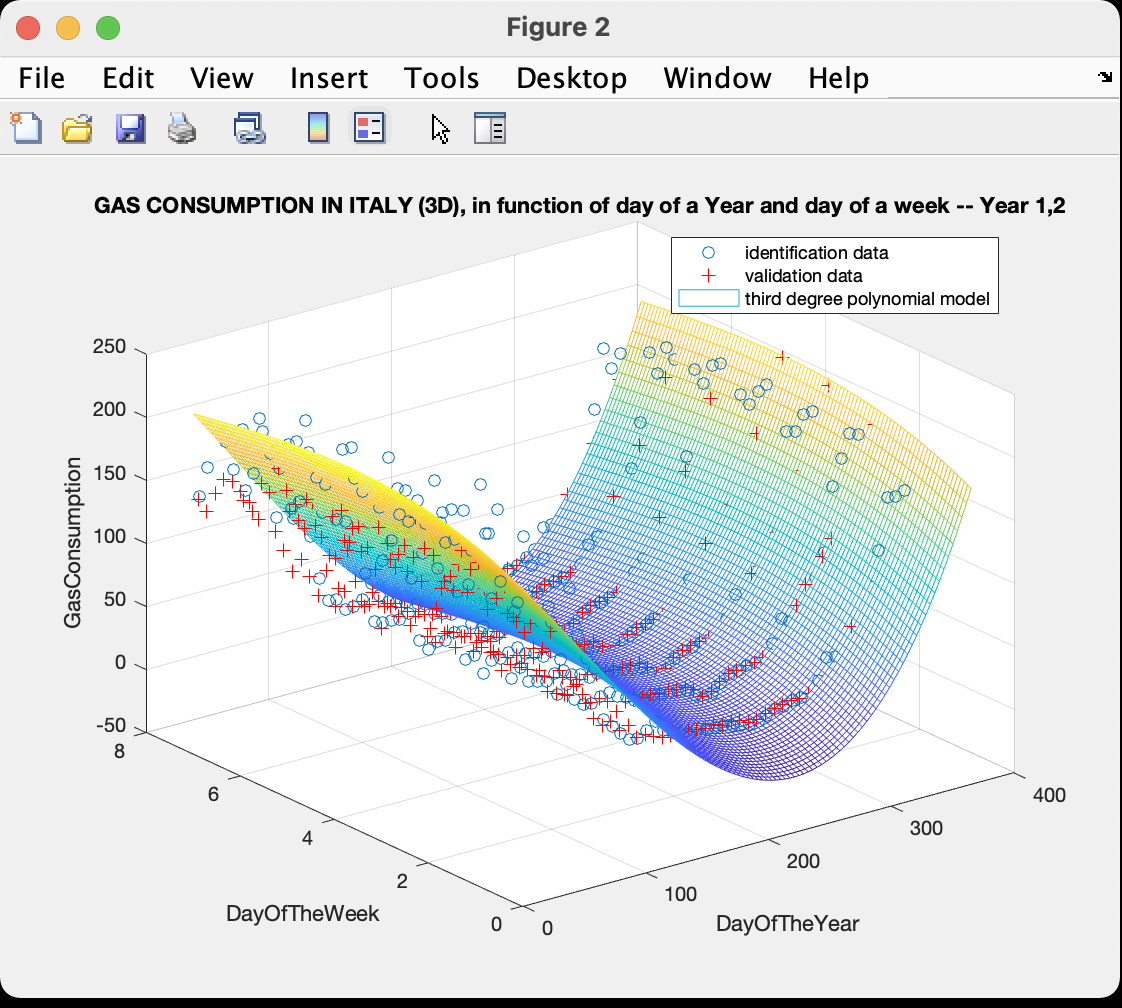 Figure 2
File Edit View Insert Tools Desktop Window Help
GAS CONSUMPTION IN ITALY (3D), in function of day of a Year and day of a week -- Year 1,2
identification data
validation data
third degree polynomial model
250
200
150
100
50
0
-50
GasConsumption
8
6
4
2
0
DayOfTheWeek
0
100
200
300
400
DayOfTheYear